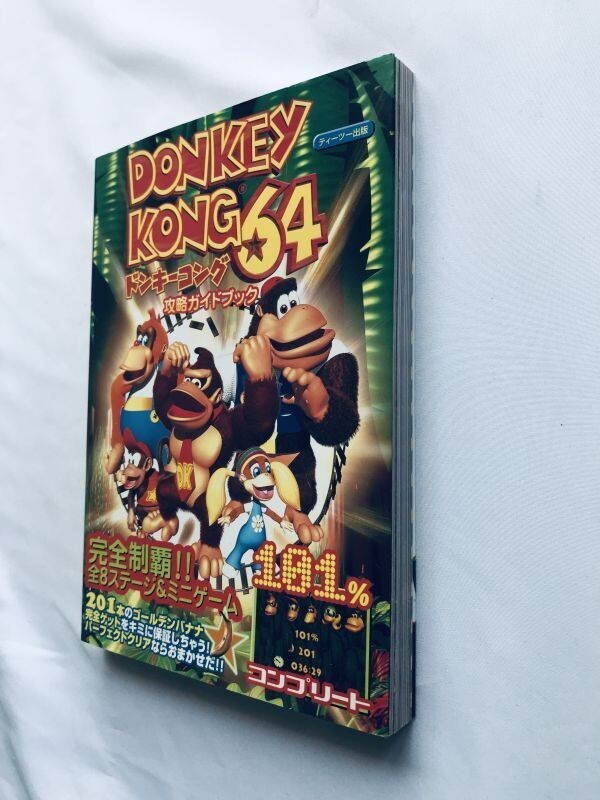 DONKEY
KONG 64
ティーツー出版
ドンキーコング
攻略ガイドブック
DK
完全制覇!!
全8ステージ&ミニゲーム
201本のゴールデンバナナ
完全ゲットをキミに保証しちゃう!
パーフェクトクリアならおまかせだ!!
101%
101%
201
036:29
コンプリート